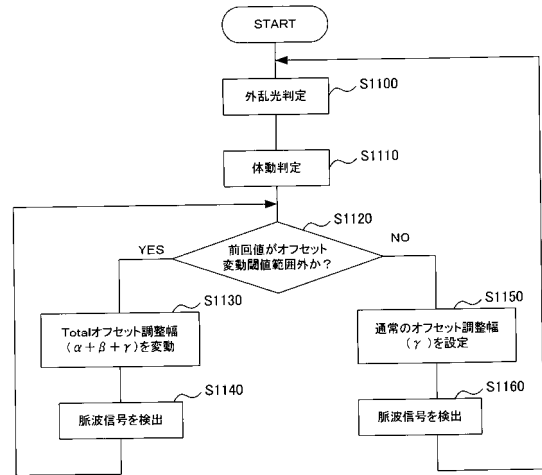 START
外乱光判定
S1100
体動判定
S1110
S1120
YES
前回値がオフセット
変動閾値範囲外か？
NO
S1130
Totalオフセット調整幅
(α+β+γ)を変動
S1150
通常のオフセット調整幅
(γ)を設定
S1140
脈波信号を検出
S1160
脈波信号を検出